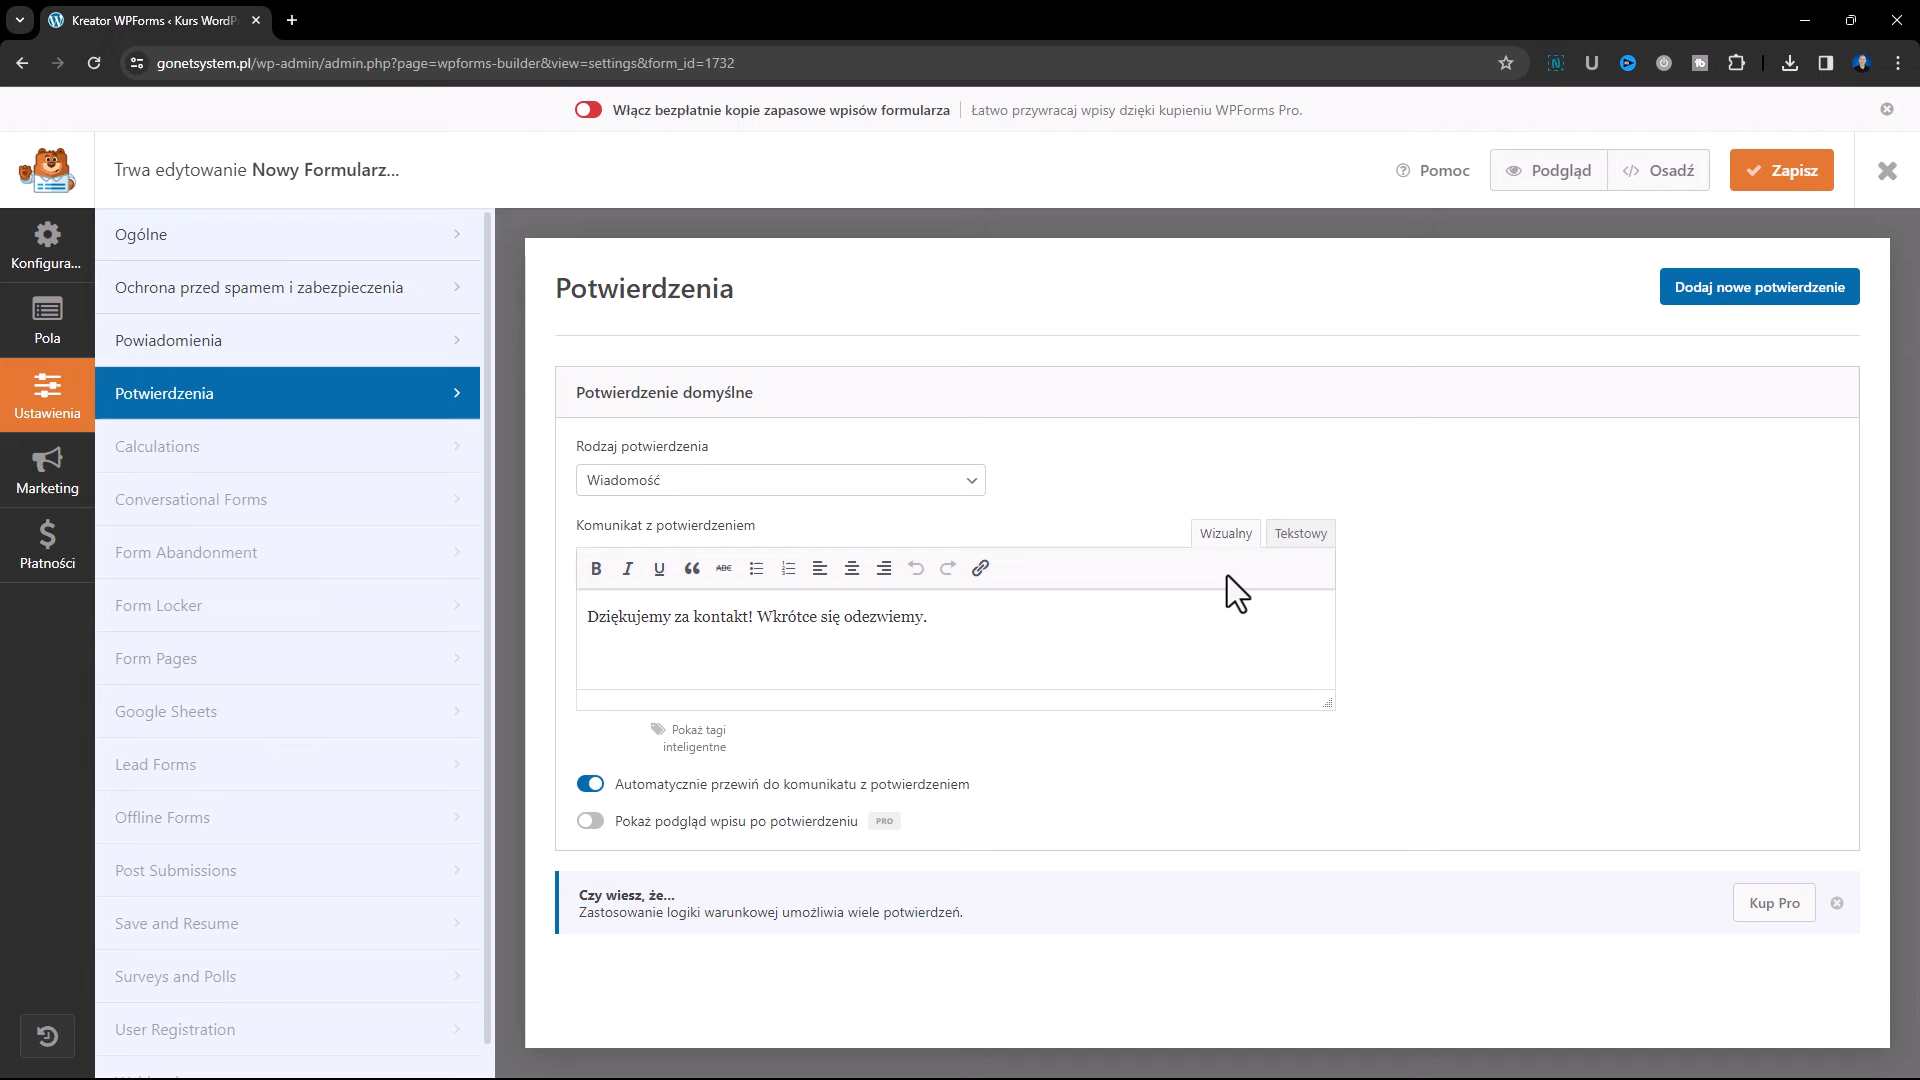 Kreator WPForms ‹ Kurs WordP
gonetsystem.pl/wp-admin/admin.php?page=wpforms-builder&view=settings&form_id=1732
Włącz bezpłatnie kopie zapasowe wpisów formularza
Łatwo przywracaj wpisy dzięki kupieniu WPForms Pro.
Trwa edytowanie Nowy Formularz...
Pomoc
Podgląd
Osadź
Zapisz
Konfigura...
Pola
Ustawienia
Marketing
Płatności
Ogólne
Ochrona przed spamem i zabezpieczenia
Powiadomienia
Potwierdzenia
Calculations
Conversational Forms
Form Abandonment
Form Locker
Form Pages
Google Sheets
Lead Forms
Offline Forms
Post Submissions
Save and Resume
Surveys and Polls
User Registration
Potwierdzenia
Dodaj nowe potwierdzenie
Potwierdzenie domyślne
Rodzaj potwierdzenia
Wiadomość
Komunikat z potwierdzeniem
Wizualny
Tekstowy
B I U ABC
Dziękujemy za kontakt! Wkrótce się odezwiemy.
Pokaż tagi
inteligentne
Automatycznie przewiń do komunikatu z potwierdzeniem
Pokaż podgląd wpisu po potwierdzeniu PRO
Czy wiesz, że...
Zastosowanie logiki warunkowej umożliwia wiele potwierdzeń.
Kup Pro